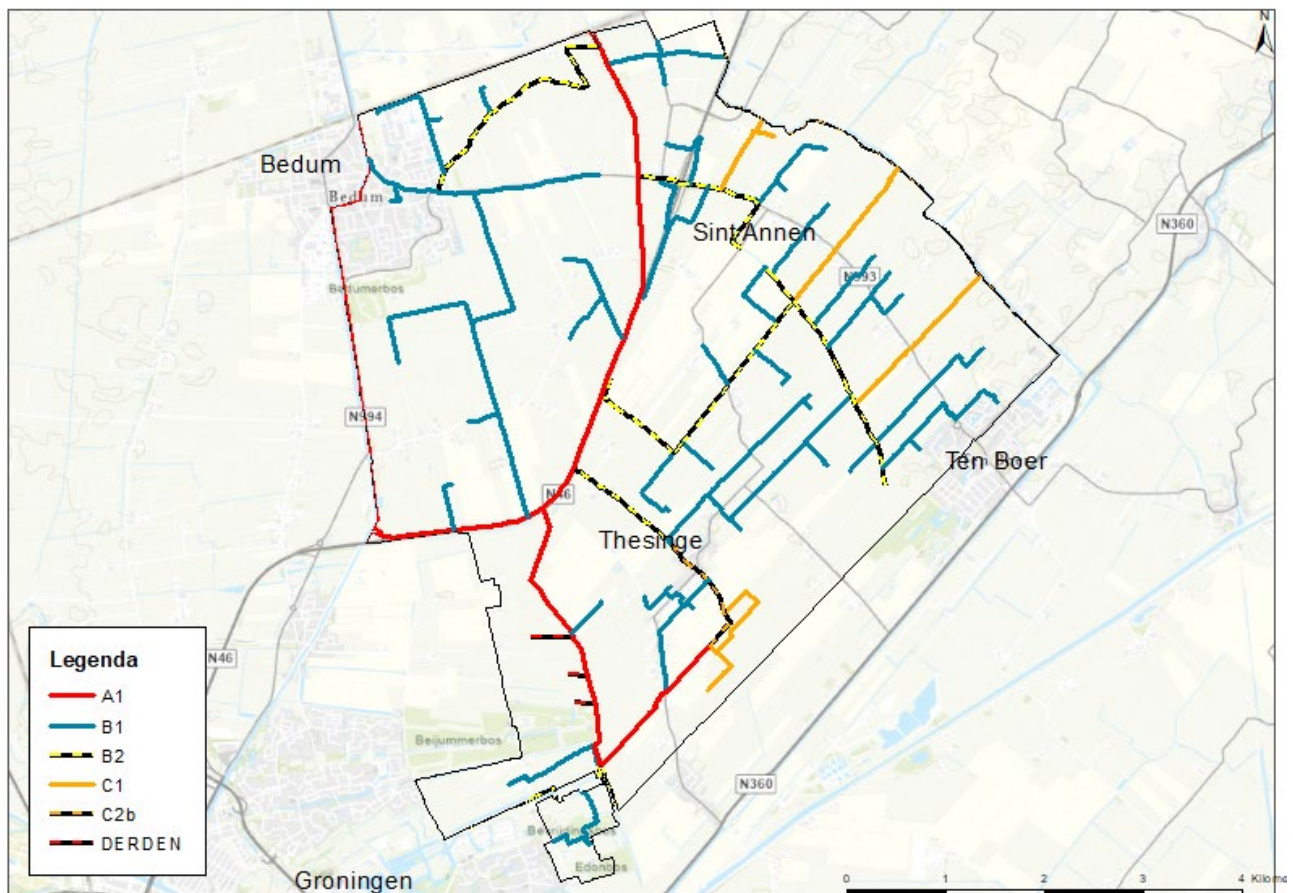 N
Bedum
Bedum
N360
Sint Annen
N993
Bedumerbos
N994
Ten Boer
N46
Thesinge
Legenda
N46
A1
B1
Beijummerbos
B2
C1
N360
C2b
DERDEN
Edonbos
Groningen
0 1 2 3 4 Kilome